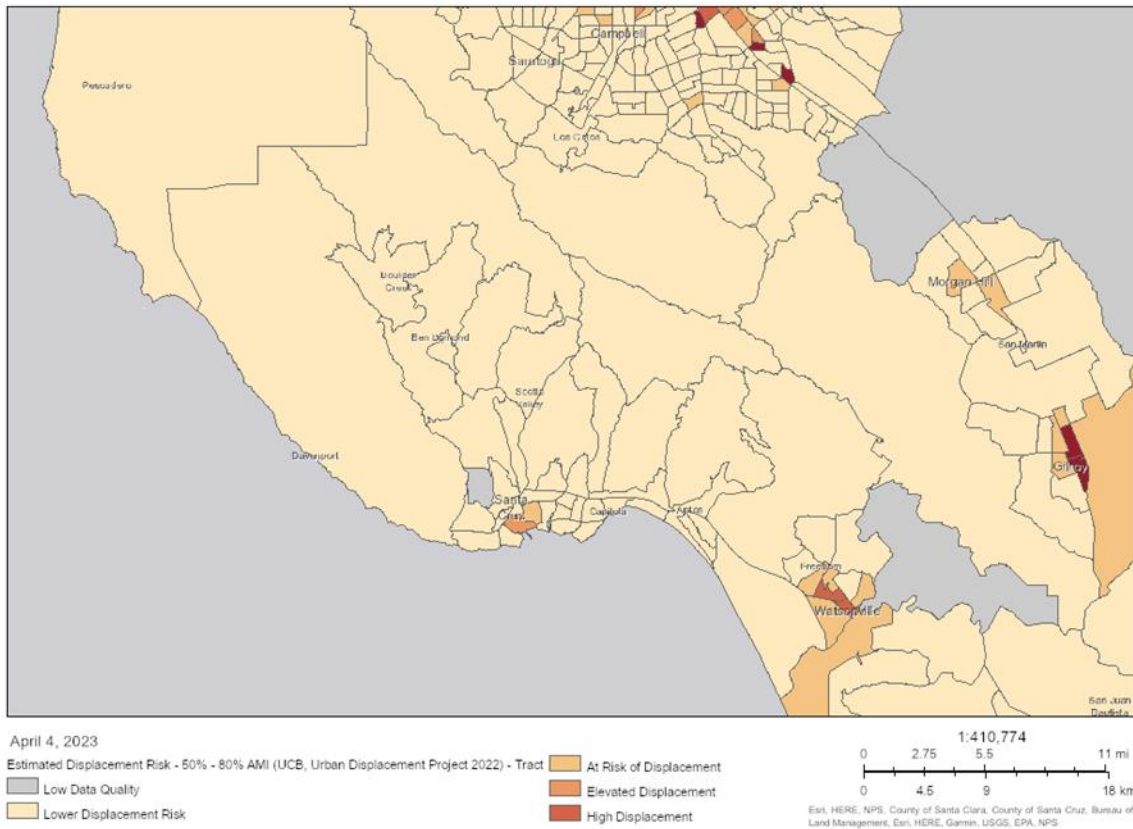 Campbell
Saratoga
Pescadero
Los Gatos
Boulder
Creek
Morgan Hill
Ben Lomond
San Martin
Scotts
Valley
Davenport
Gilroy
Santa
Cruz
Capitola
Aptos
Freedom
Watsonville
San Juan
Bautista
April 4, 2023
Estimated Displacement Risk - 50% - 80% AMI (UCB, Urban Displacement Project 2022) - Tract
Low Data Quality
Lower Displacement Risk
At Risk of Displacement
Elevated Displacement
High Displacement
1:410,774
0 2.75 5.5 11 mi
0 4.5 9 18 km
Esri, HERE, NPS, County of Santa Clara, County of Santa Cruz, Bureau of
Land Management, Esri, HERE, Garmin, USGS, EPA, NPS